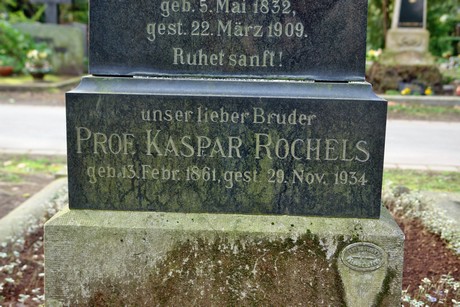 geb. 5. Mai 1832,
gest. 22. März 1909.
Ruhet sanft!
unser lieber Bruder
PROF. KASPAR ROCHELS
geb. 13. Febr. 1861, gest. 29. Nov. 1934